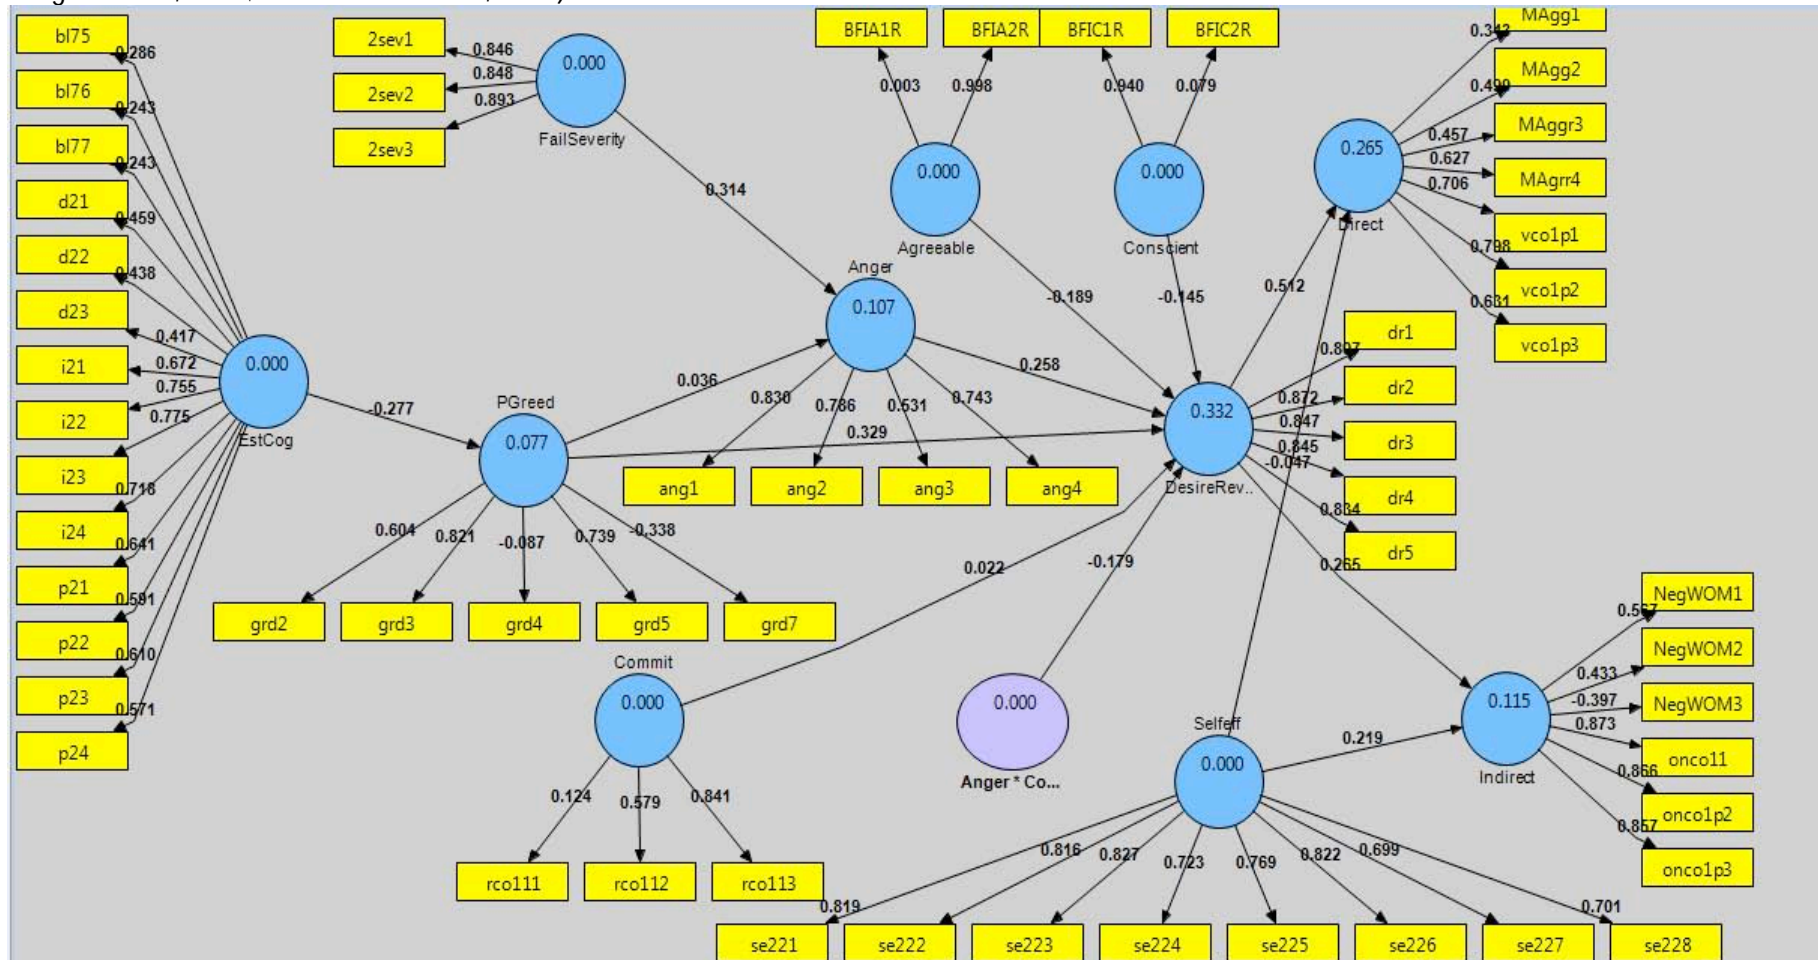 bl75
bl76
bl77
d21
d22
d23
i21
i22
i23
i24
p21
p22
p23
p24
0.286
0.243
0.243
0.459
0.438
0.417
0.672
0.755
0.775
0.718
0.641
0.591
0.610
0.571
0.000
EstCog
-0.277
2sev1
2sev2
2sev3
0.846
0.848
0.893
0.000
FailSeverity
0.314
BFIA1R
BFIA2R
BFIC1R
BFIC2R
0.003
0.998
0.940
0.079
0.000
Agreeable
0.000
Conscient
-0.189
-0.145
Anger
0.107
0.036
0.258
0.830
0.786
0.531
0.743
ang1
ang2
ang3
ang4
PGreed
0.077
0.329
0.604
0.821
-0.087
0.739
-0.338
grd2
grd3
grd4
grd5
grd7
0.332
DesireRev..
0.512
-0.047
0.265
0.807
0.872
0.847
0.845
0.834
dr1
dr2
dr3
dr4
dr5
0.265
Direct
0.499
0.457
0.627
0.706
0.798
0.631
MAgg1
MAgg2
MAggr3
MAgrr4
vco1p1
vco1p2
vco1p3
Commit
0.000
0.022
0.124
0.579
0.841
rco111
rco112
rco113
0.000
Anger * Co...
-0.179
Selfeff
0.000
0.219
0.819
0.816
0.827
0.723
0.769
0.822
0.699
0.701
se221
se222
se223
se224
se225
se226
se227
se228
0.115
Indirect
0.567
0.433
-0.397
0.873
0.866
0.857
NegWOM1
NegWOM2
NegWOM3
onco11
onco1p2
onco1p3